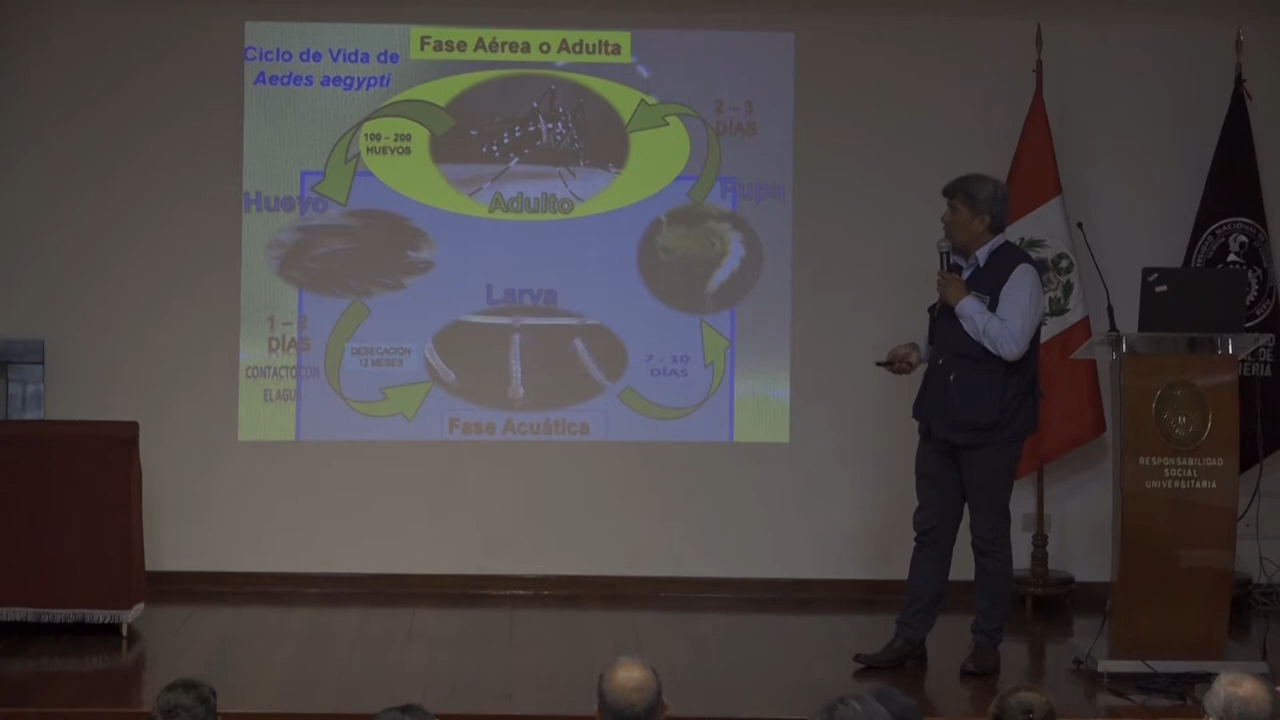 Ciclo de Vida de
Aedes aegypti
Fase Aérea o Adulta
100 – 200
HUEVOS
2 – 3
DÍAS
Huevo
Adulto
Pupa
Larva
1 – 2
DÍAS
CONTACTO CON
EL AGUA
DESECACIÓN
12 MESES
7 - 10
DÍAS
Fase Acuática
RESPONSABILIDAD
SOCIAL
UNIVERSITARIA